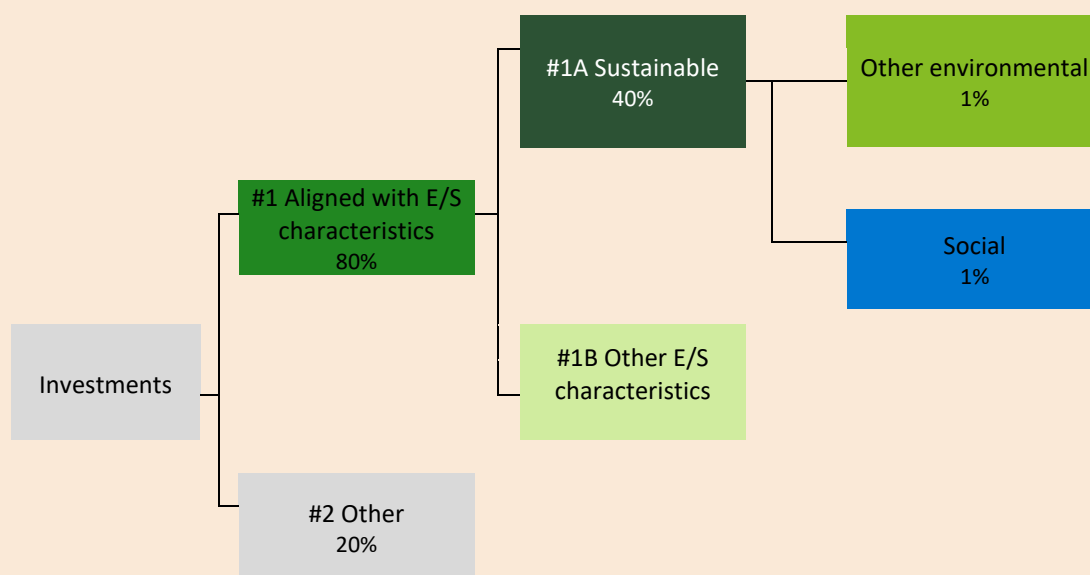 #1A Sustainable
40%
Other environmental
1%
#1 Aligned with E/S
characteristics
80%
Social
1%
Investments
#1B Other E/S
characteristics
#2 Other
20%